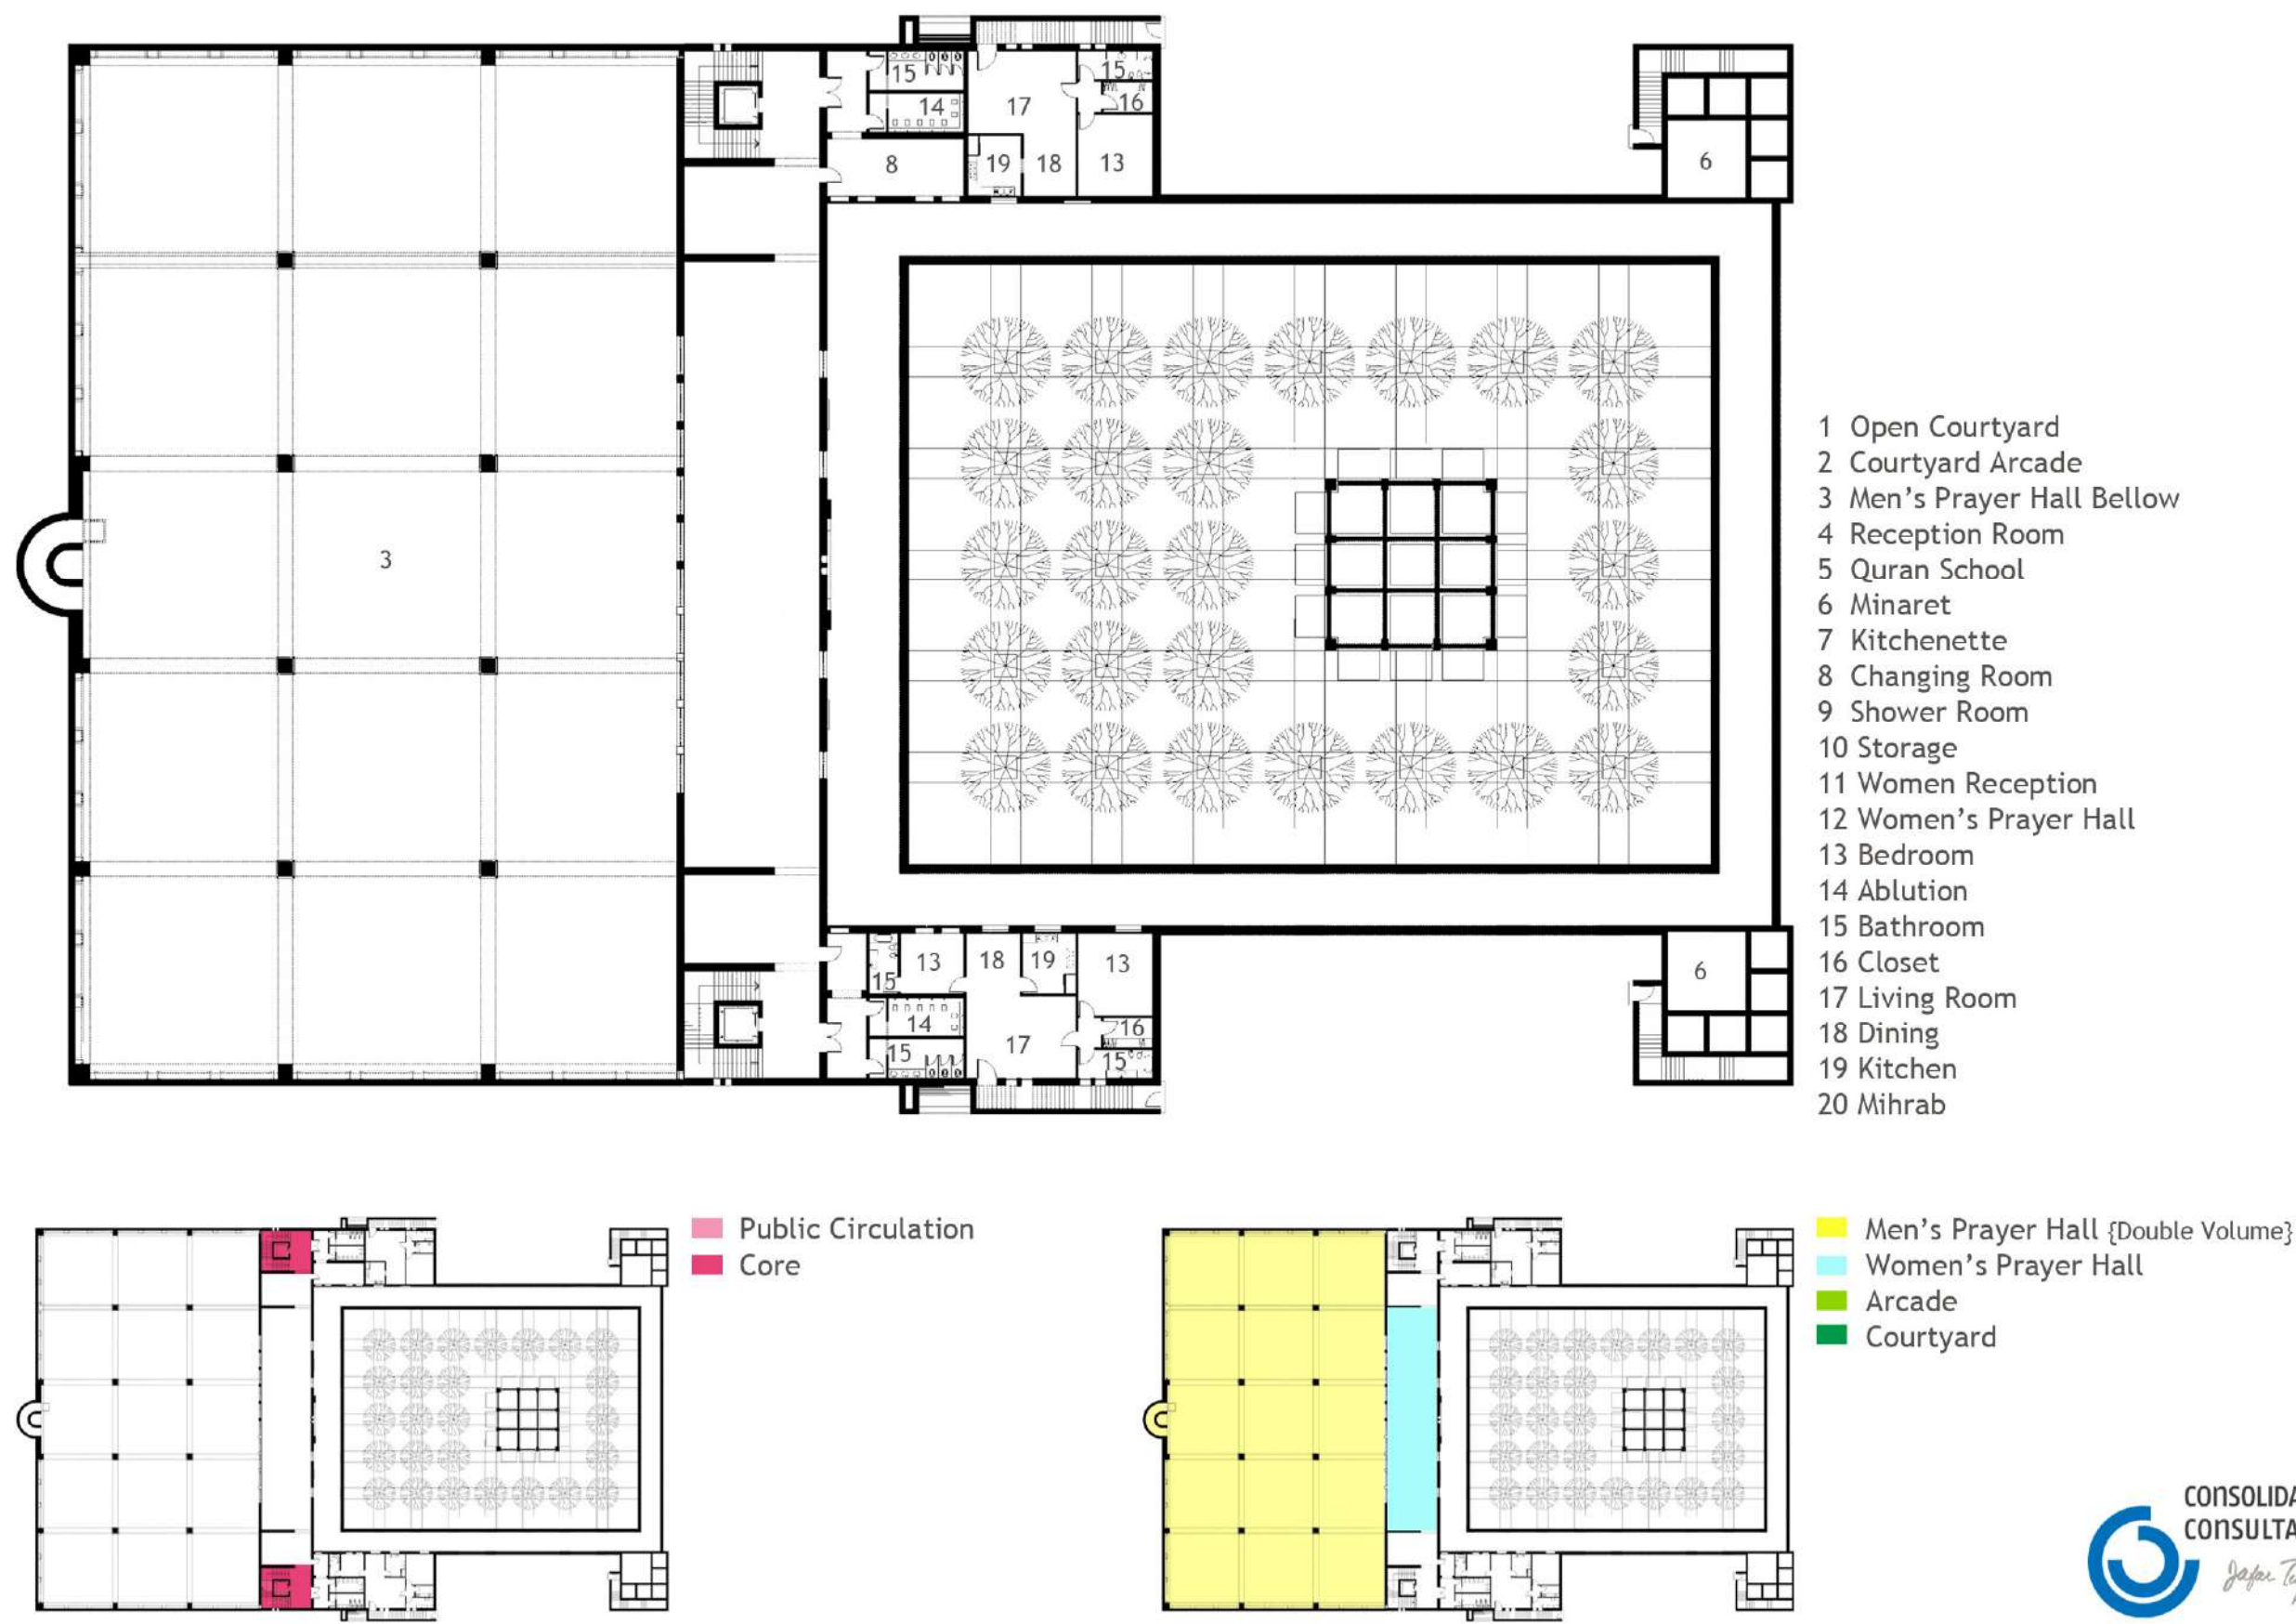 15
14
17
15
16
8
19
18
13
6
3
1 Open Courtyard
2 Courtyard Arcade
3 Men's Prayer Hall Bellow
4 Reception Room
5 Quran School
6 Minaret
7 Kitchenette
8 Changing Room
9 Shower Room
10 Storage
11 Women Reception
12 Women's Prayer Hall
13 Bedroom
14 Ablution
15 Bathroom
16 Closet
17 Living Room
18 Dining
19 Kitchen
20 Mihrab
15
13
18
19
13
6
14
16
15
17
15
Public Circulation
Core
Men's Prayer Hall {Double Volume}
Women's Prayer Hall
Arcade
Courtyard
CONSOLIDA
CONSULTA
Jafar